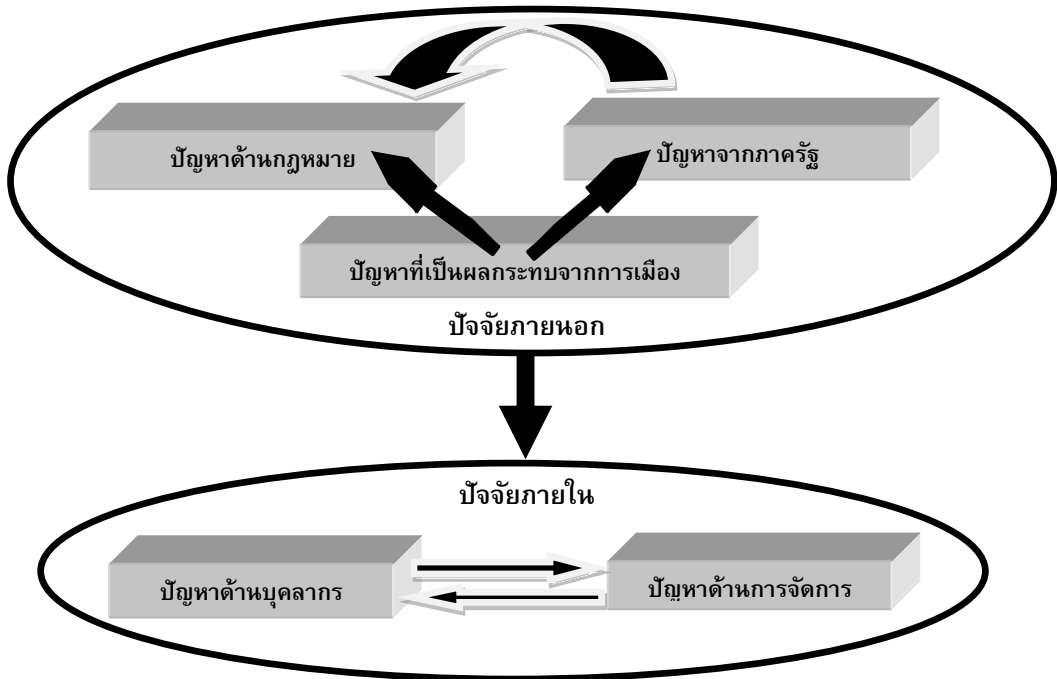 ปัญหาด้านกฎหมาย
ปัญหาจากภาครัฐ
ปัญหาที่เป็นผลกระทบจากการเมือง
ปัจจัยภายนอก
ปัจจัยภายใน
ปัญหาด้านบุคลากร
ปัญหาด้านการจัดการ